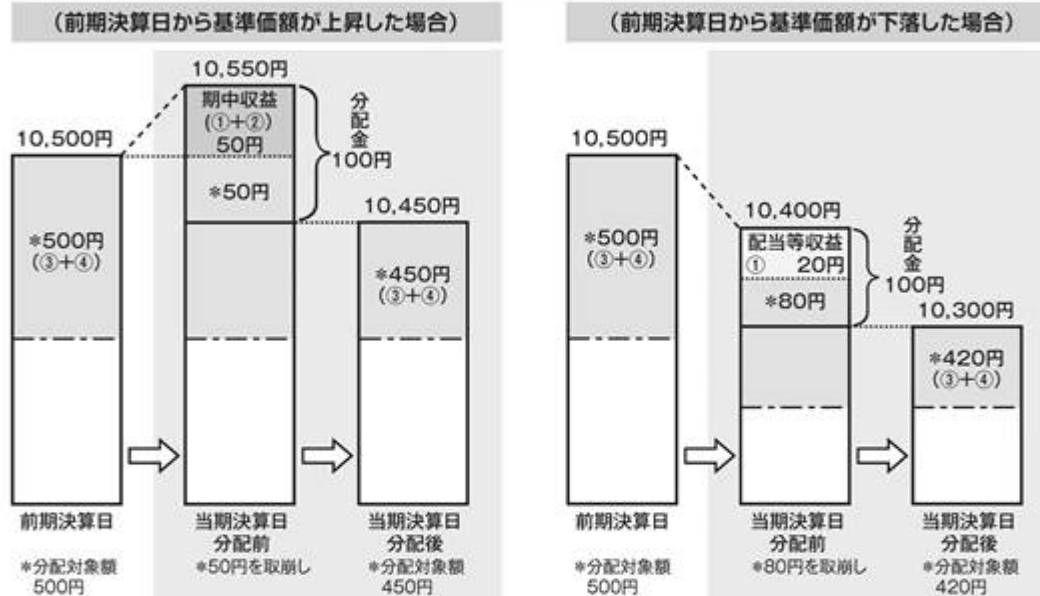 (前期決算日から基準価額が上昇した場合)
10,550円
期中収益
(①+②)
50円
分配金
100円
10,500円
*50円
10,450円
*500円
(③+④)
*450円
(③+④)
前期決算日
当期決算日
分配前
当期決算日
分配後
*分配対象額
500円
*50円を取崩し
*分配対象額
450円
(前期決算日から基準価額が下落した場合)
10,500円
10,400円
配当等収益
① 20円
分配金
100円
*500円
(③+④)
*80円
10,300円
*420円
(③+④)
前期決算日
当期決算日
分配前
当期決算日
分配後
*分配対象額
500円
*80円を取崩し
*分配対象額
420円